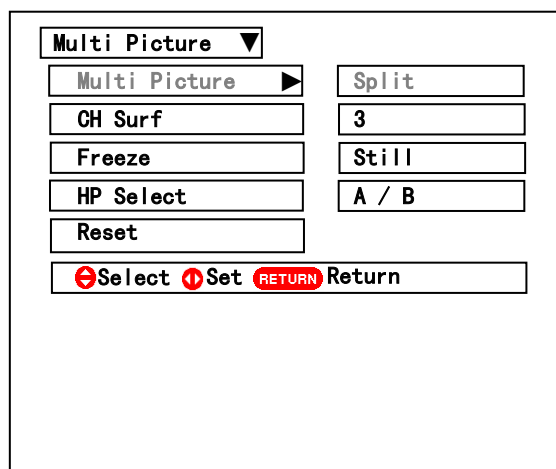 Multi Picture ▼
Multi Picture ▶ Split
CH Surf 3
Freeze Still
HP Select A / B
Reset
Select Set RETURN Return